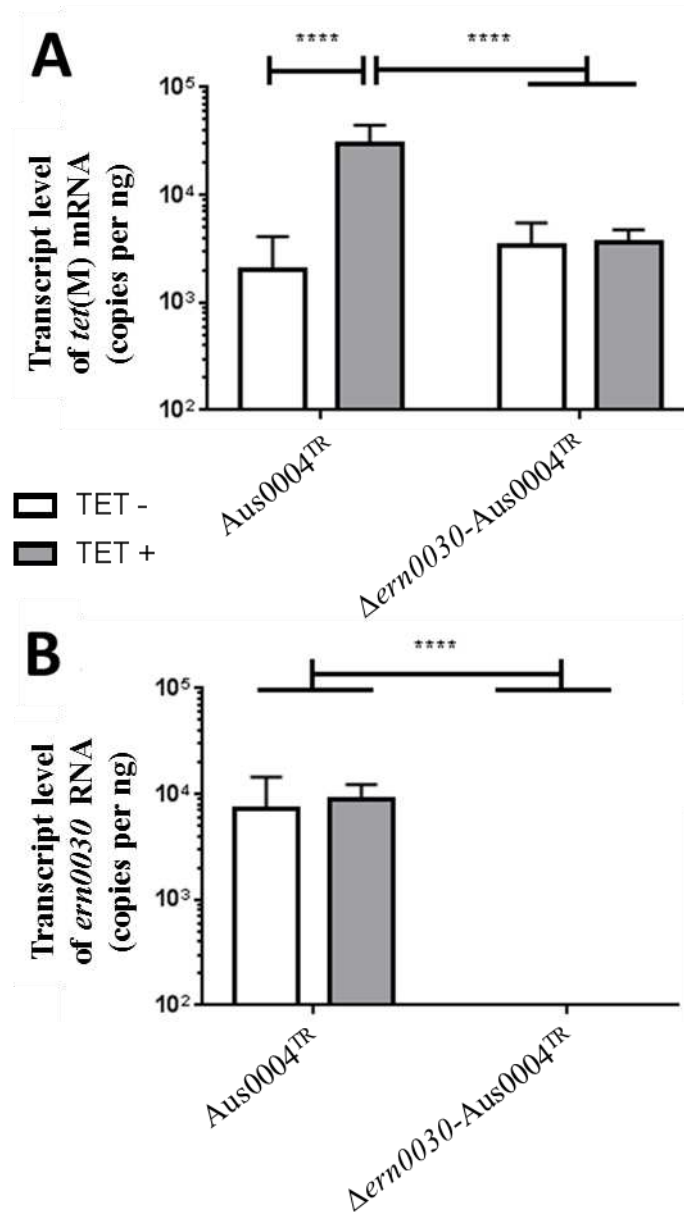 A
****
****
Transcript level
of tet(M) mRNA
(copies per ng)
10⁵
10⁴
10³
10²
Aus0004ᵀᴿ
Δern0030-Aus0004ᵀᴿ
TET -
TET +
B
****
Transcript level
of ern0030 RNA
(copies per ng)
10⁵
10⁴
10³
10²
Aus0004ᵀᴿ
Δern0030-Aus0004ᵀᴿ